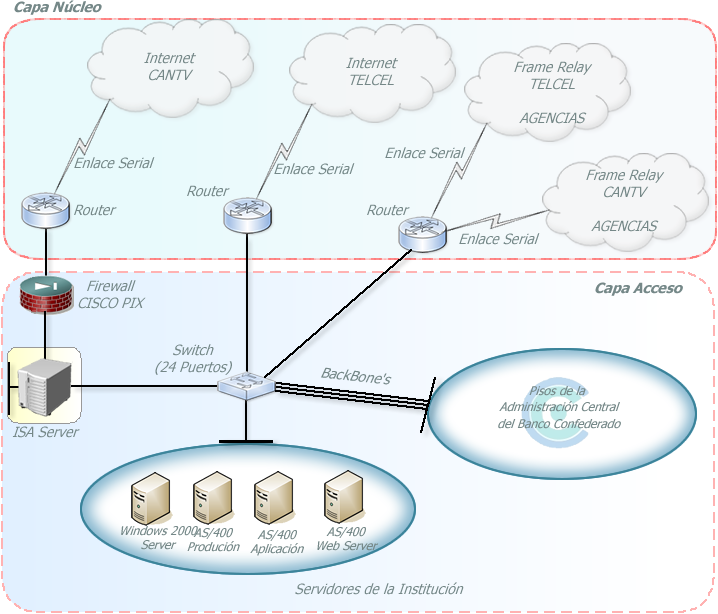 Capa Núcleo
Internet
CANTV
Internet
TELCEL
Frame Relay
TELCEL
AGENCIAS
Enlace Serial
Enlace Serial
Enlace Serial
Frame Relay
CANTV
AGENCIAS
Router
Router
Router
Enlace Serial
Firewall
CISCO PIX
Capa Acceso
Switch
(24 Puertos)
BackBone's
ISA Server
Pisos de la
Administración Central
del Banco Confederado
Windows 2000
Server
AS/400
Produción
AS/400
Aplicación
AS/400
Web Server
Servidores de la Institución